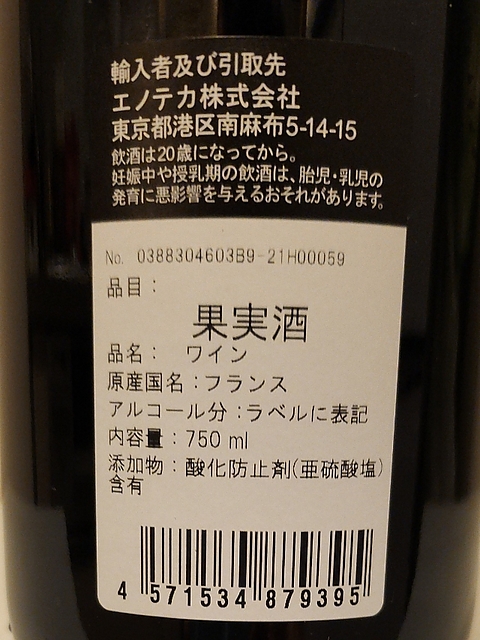 輸入者及び引取先
エノテカ株式会社
東京都港区南麻布5-14-15
飲酒は20歳になってから。
妊娠中や授乳期の飲酒は、胎児・乳児の
発育に悪影響を与えるおそれがあります。
No. 0388304603B9-21H00059
品目：
果実酒
品名： ワイン
原産国名：フランス
アルコール分：ラベルに表記
内容量：750 ml
添加物：酸化防止剤(亜硫酸塩)
含有
4 571534 879395